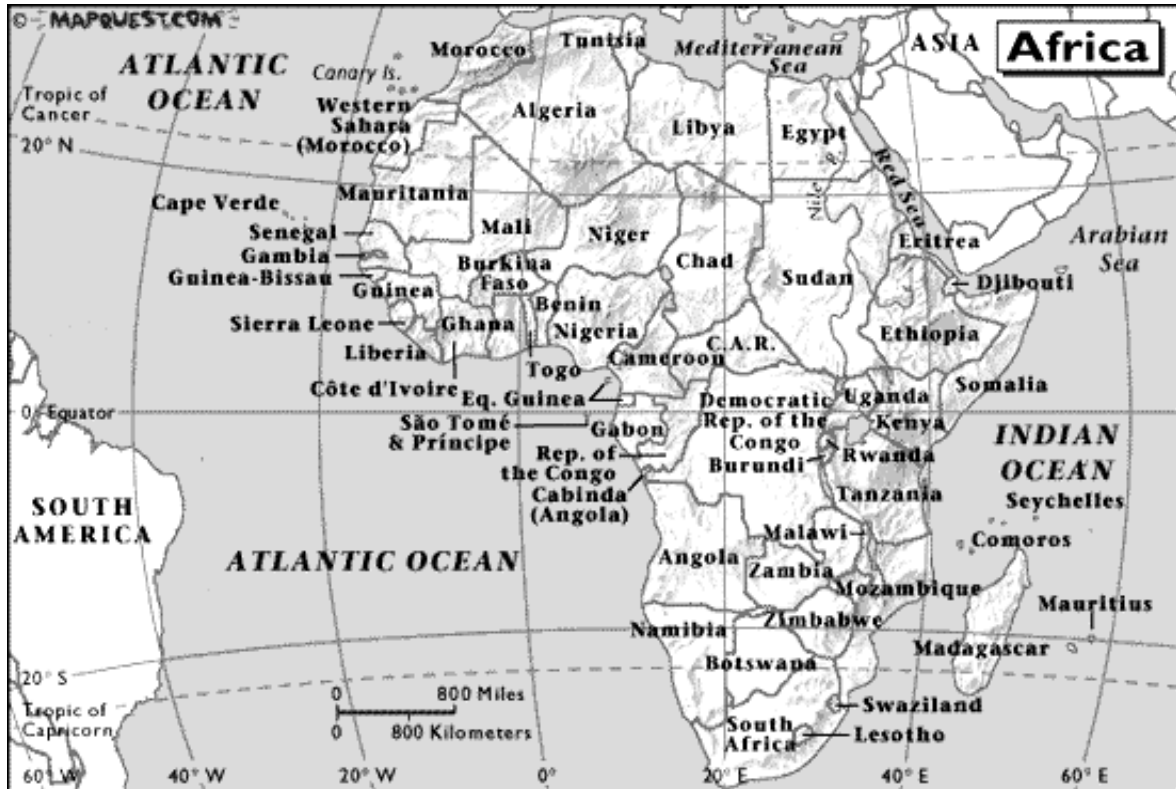 © MAPQUEST.COM
Africa
ATLANTIC
OCEAN
Tropic of
Cancer
20° N
Canary Is.
Morocco
Tunisia
Mediterranean
Sea
ASIA
Western
Sahara
(Morocco)
Algeria
Libya
Egypt
Nile R.
Red Sea
Arabian
Sea
Cape Verde
Mauritania
Mali
Niger
Chad
Sudan
Eritrea
Djibouti
Senegal
Gambia
Guinea-Bissau
Guinea
Burkina
Faso
Benin
Nigeria
Ghana
Sierra Leone
Liberia
Côte d'Ivoire
Togo
Cameroon
C.A.R.
Ethiopia
Somalia
Eq. Guinea
0° Equator
São Tomé
& Príncipe
Gabon
Rep. of
the Congo
Cabinda
(Angola)
Democratic
Rep. of the
Congo
Uganda
Kenya
Rwanda
Burundi
Tanzania
INDIAN
OCEAN
Seychelles
Comoros
SOUTH
AMERICA
ATLANTIC OCEAN
Angola
Malawi
Zambia
Mozambique
Zimbabwe
Mauritius
Madagascar
Namibia
Botswana
Swaziland
South
Africa
Lesotho
20° S
Tropic of
Capricorn
0 800 Miles
0 800 Kilometers
60° W
40° W
20° W
0°
20° E
40° E
60° E